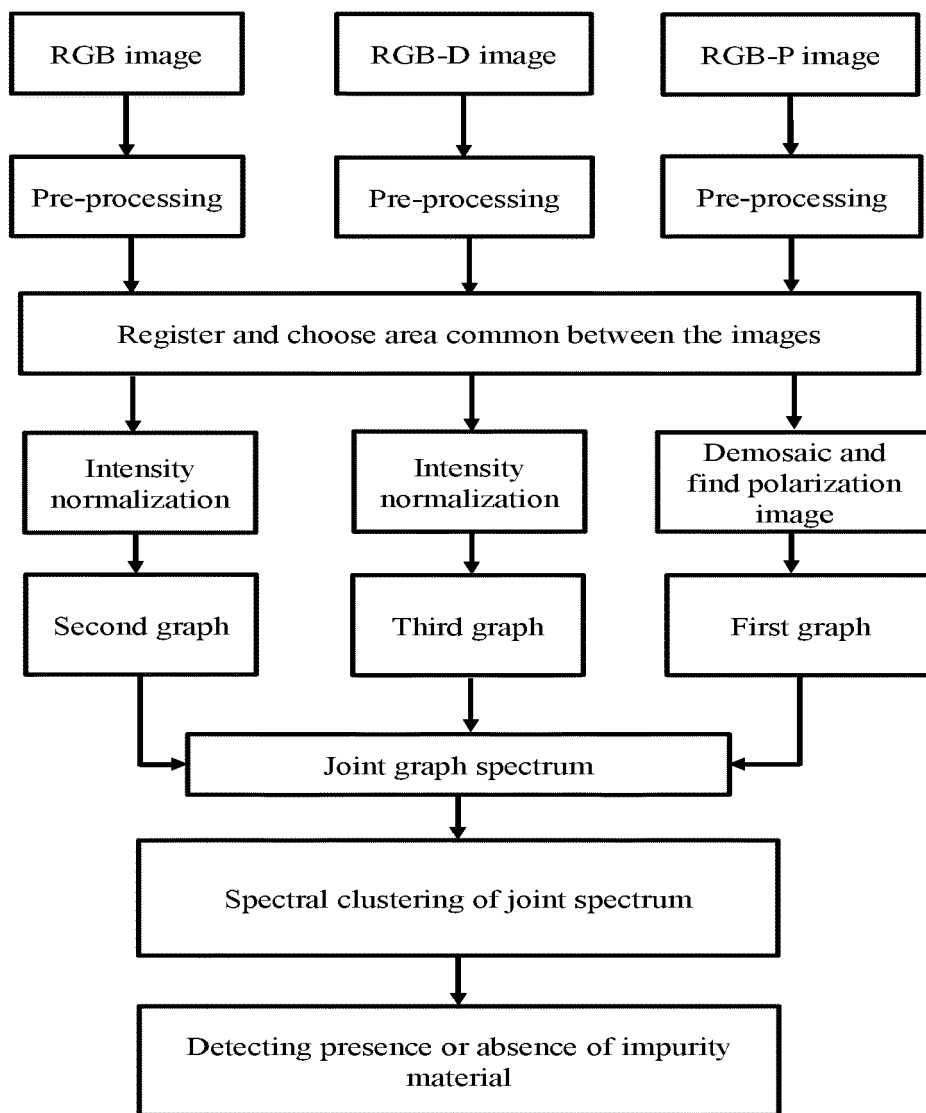 RGB image
RGB-D image
RGB-P image
Pre-processing
Pre-processing
Pre-processing
Register and choose area common between the images
Intensity
normalization
Intensity
normalization
Demosaic and
find polarization
image
Second graph
Third graph
First graph
Joint graph spectrum
Spectral clustering of joint spectrum
Detecting presence or absence of impurity
material